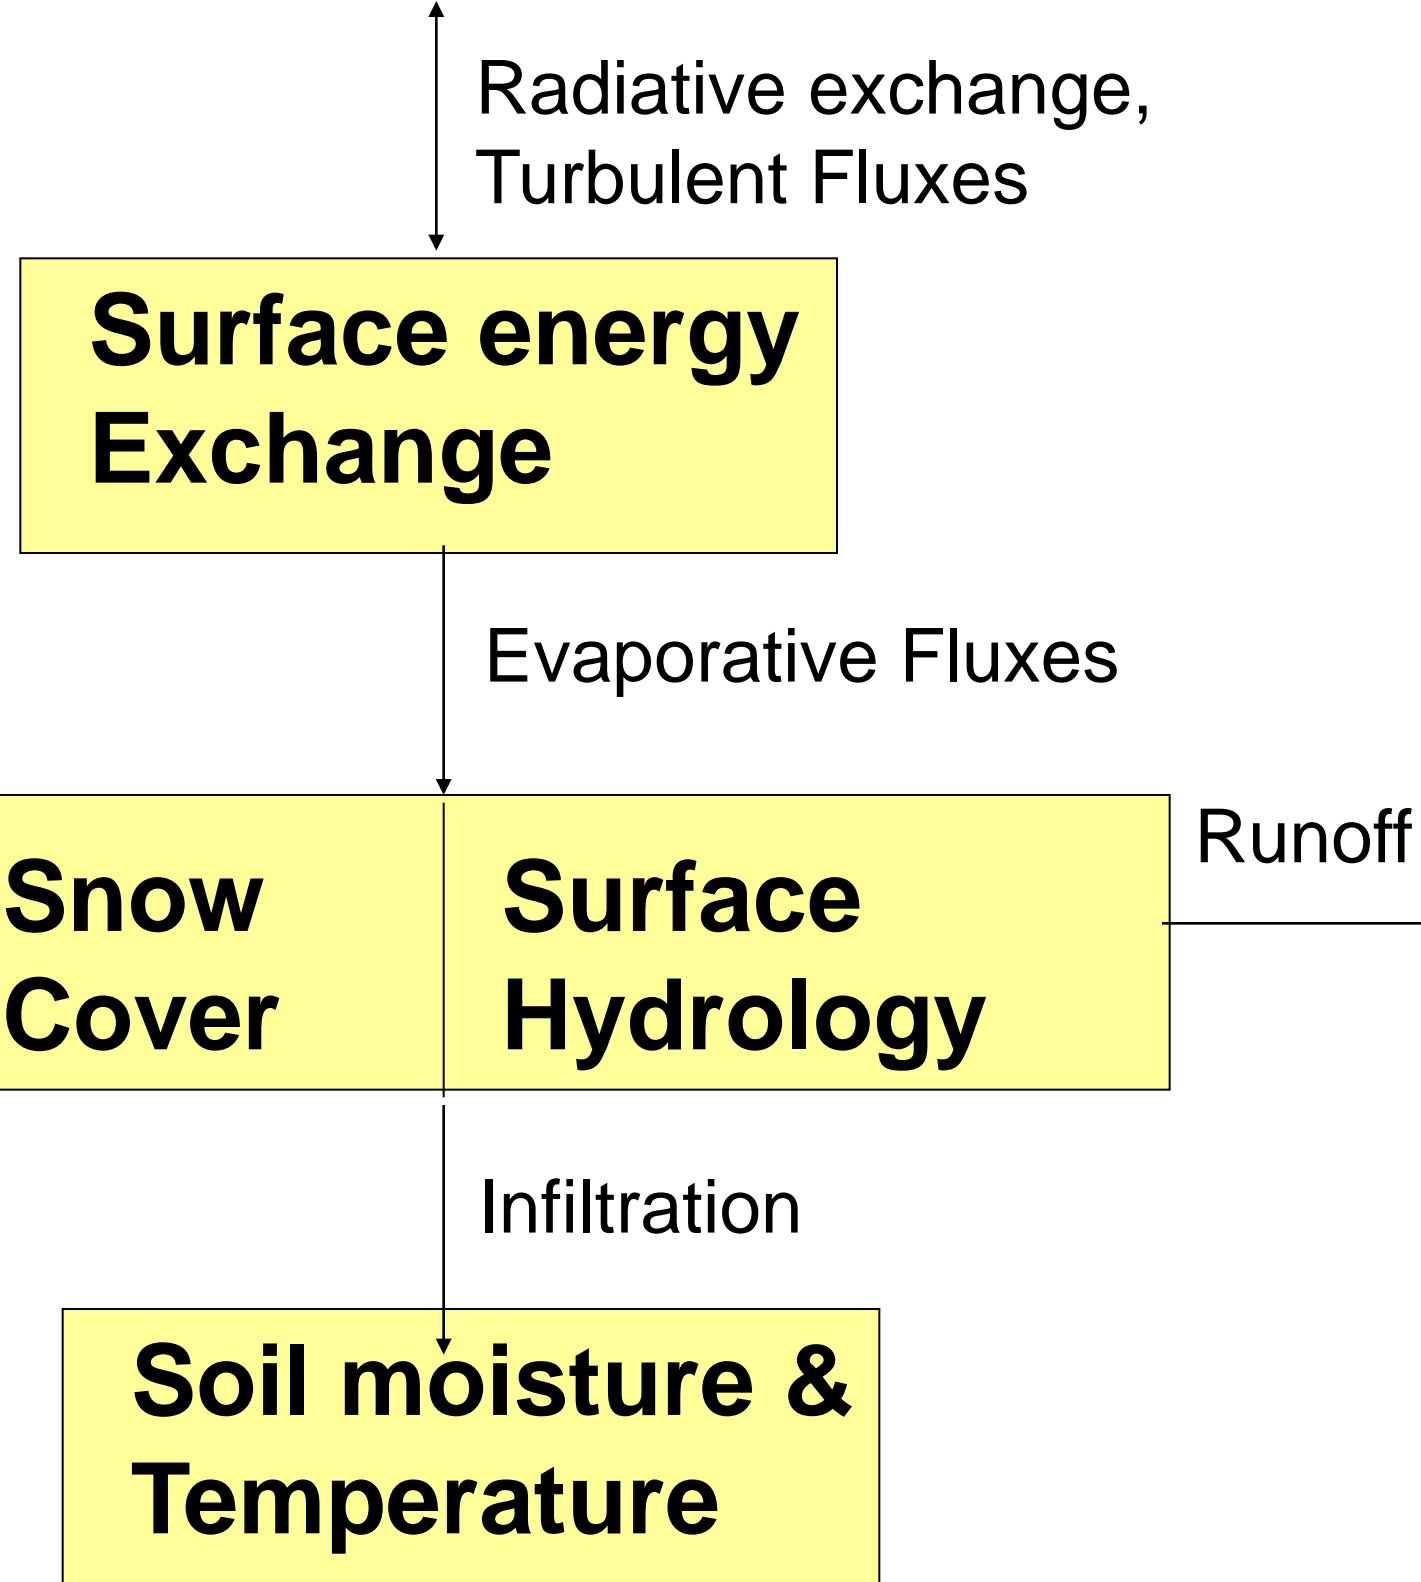 Radiative exchange,
Turbulent Fluxes
Surface energy
Exchange
Evaporative Fluxes
Runoff
Snow
Cover
Surface
Hydrology
Infiltration
Soil moisture &
Temperature